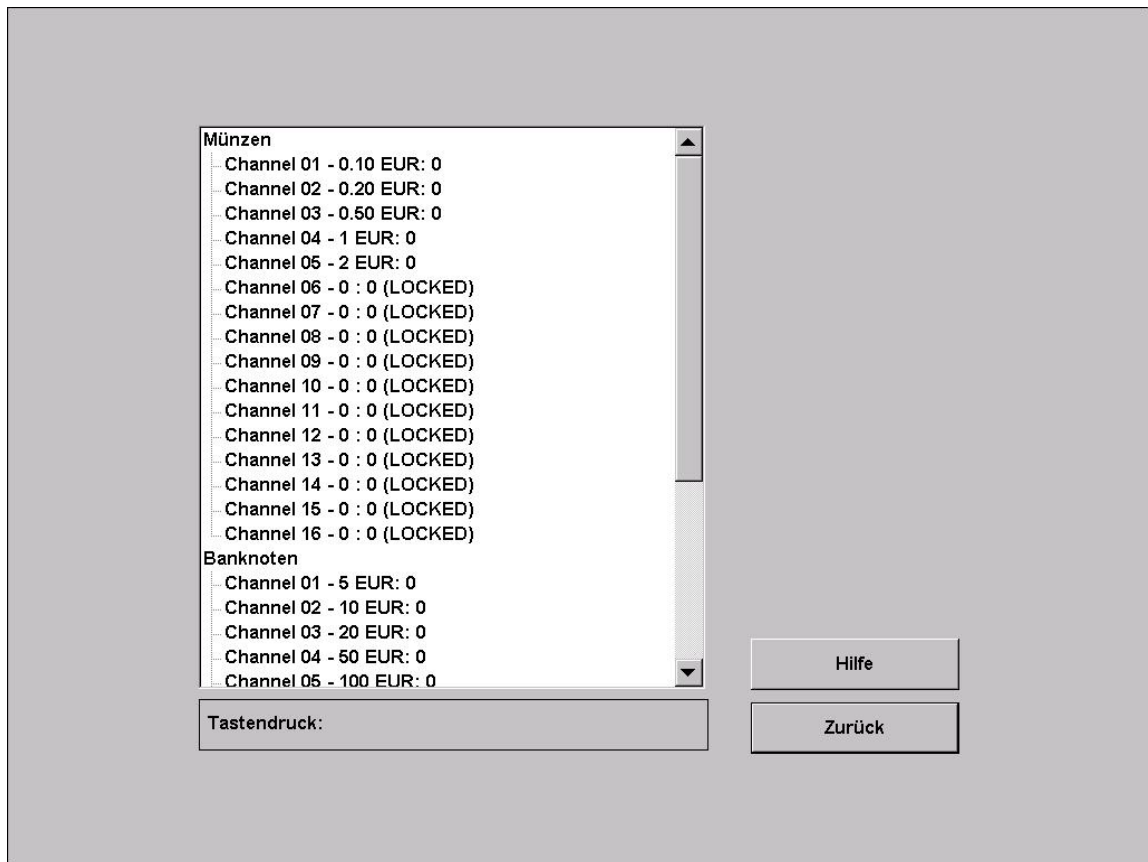 Münzen
Channel 01 - 0.10 EUR: 0
Channel 02 - 0.20 EUR: 0
Channel 03 - 0.50 EUR: 0
Channel 04 - 1 EUR: 0
Channel 05 - 2 EUR: 0
Channel 06 - 0 : 0 (LOCKED)
Channel 07 - 0 : 0 (LOCKED)
Channel 08 - 0 : 0 (LOCKED)
Channel 09 - 0 : 0 (LOCKED)
Channel 10 - 0 : 0 (LOCKED)
Channel 11 - 0 : 0 (LOCKED)
Channel 12 - 0 : 0 (LOCKED)
Channel 13 - 0 : 0 (LOCKED)
Channel 14 - 0 : 0 (LOCKED)
Channel 15 - 0 : 0 (LOCKED)
Channel 16 - 0 : 0 (LOCKED)
Banknoten
Channel 01 - 5 EUR: 0
Channel 02 - 10 EUR: 0
Channel 03 - 20 EUR: 0
Channel 04 - 50 EUR: 0
Channel 05 - 100 EUR: 0
Tastendruck:
Hilfe
Zurück